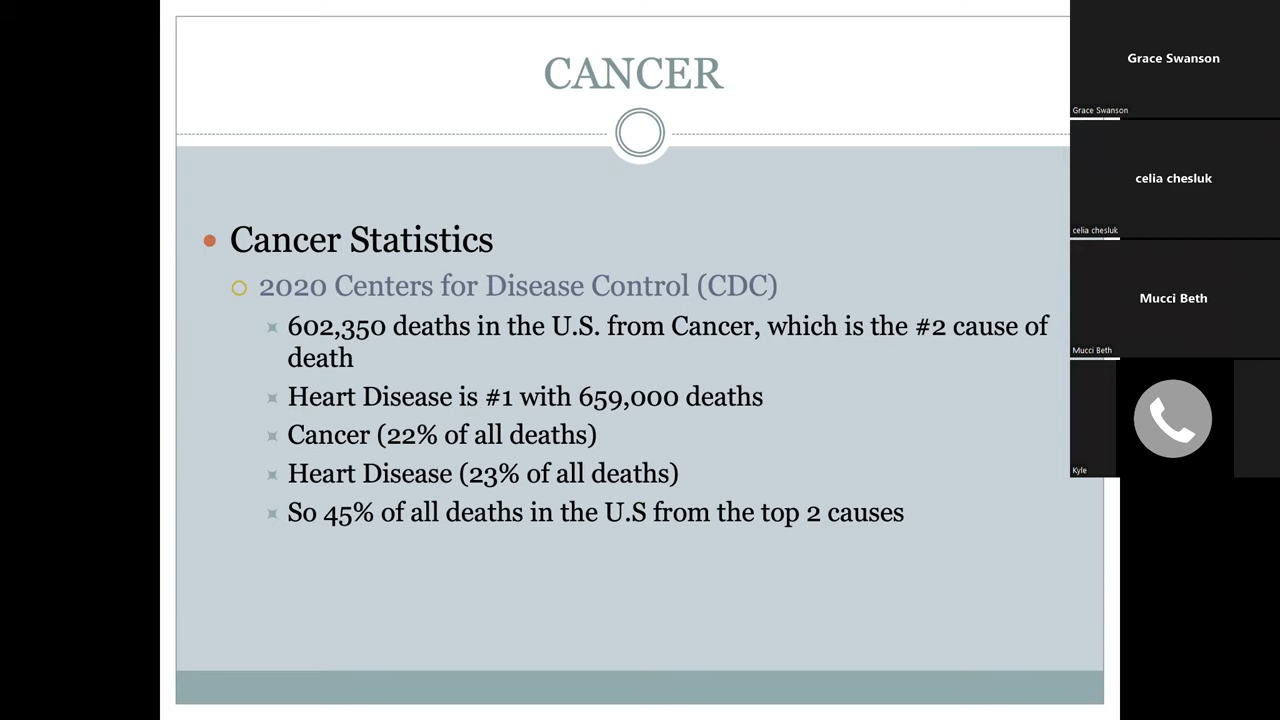 CANCER
Cancer Statistics
2020 Centers for Disease Control (CDC)
602,350 deaths in the U.S. from Cancer, which is the #2 cause of
death
Heart Disease is #1 with 659,000 deaths
Cancer (22% of all deaths)
Heart Disease (23% of all deaths)
So 45% of all deaths in the U.S from the top 2 causes
Grace Swanson
Grace Swanson
celia chesluk
celia chesluk
Mucci Beth
Mucci Beth
Kyle